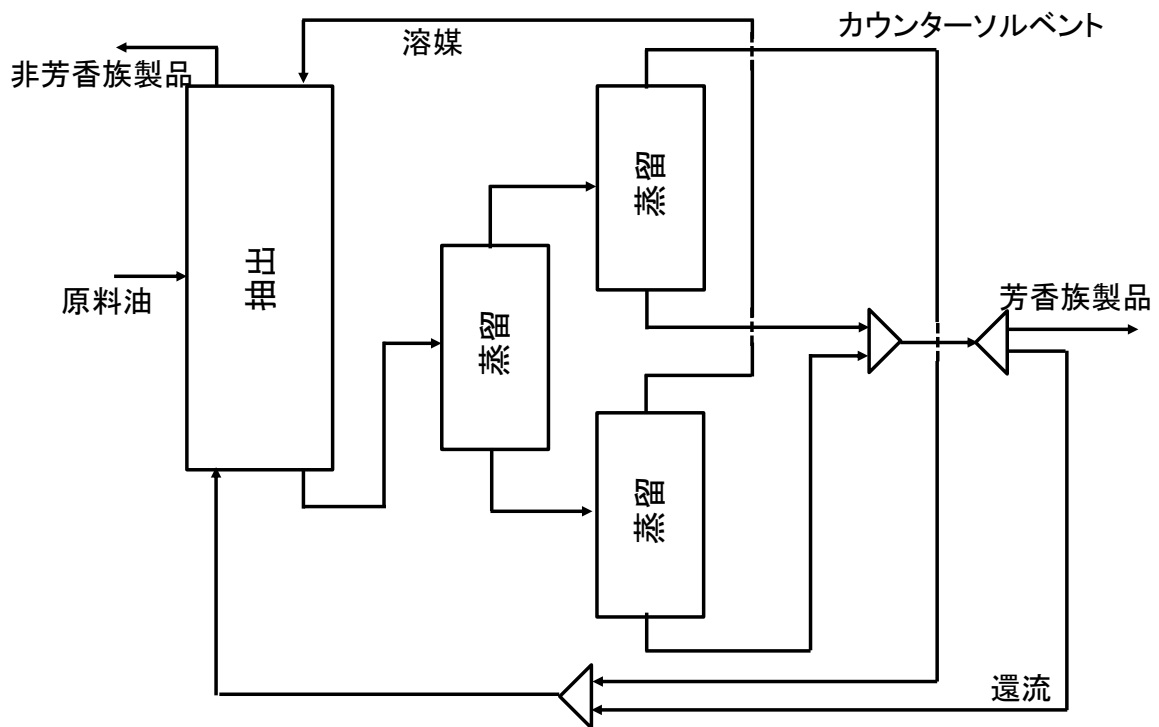 カウンターソルベント
溶媒
非芳香族製品
蒸留
抽出
原料油
芳香族製品
蒸留
蒸留
還流